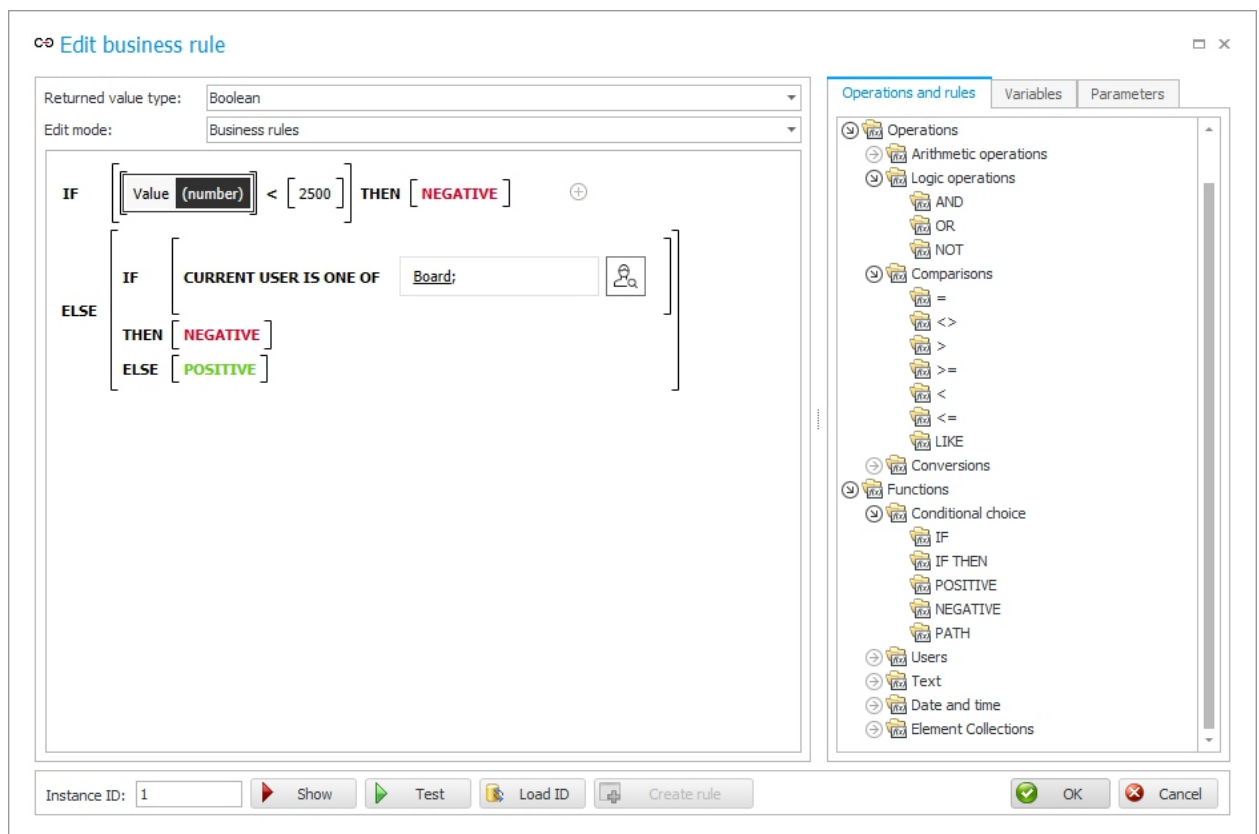 Edit business rule
Returned value type: Boolean
Edit mode: Business rules
IF Value (number) < 2500 THEN NEGATIVE
ELSE
IF CURRENT USER IS ONE OF Board;
THEN NEGATIVE
ELSE POSITIVE
Operations and rules Variables Parameters
Operations
Arithmetic operations
Logic operations
AND
OR
NOT
Comparisons
=
<>
>
>=
<
<=
LIKE
Conversions
Functions
Conditional choice
IF
IF THEN
POSITIVE
NEGATIVE
PATH
Users
Text
Date and time
Element Collections
Instance ID: 1 Show Test Load ID Create rule OK Cancel